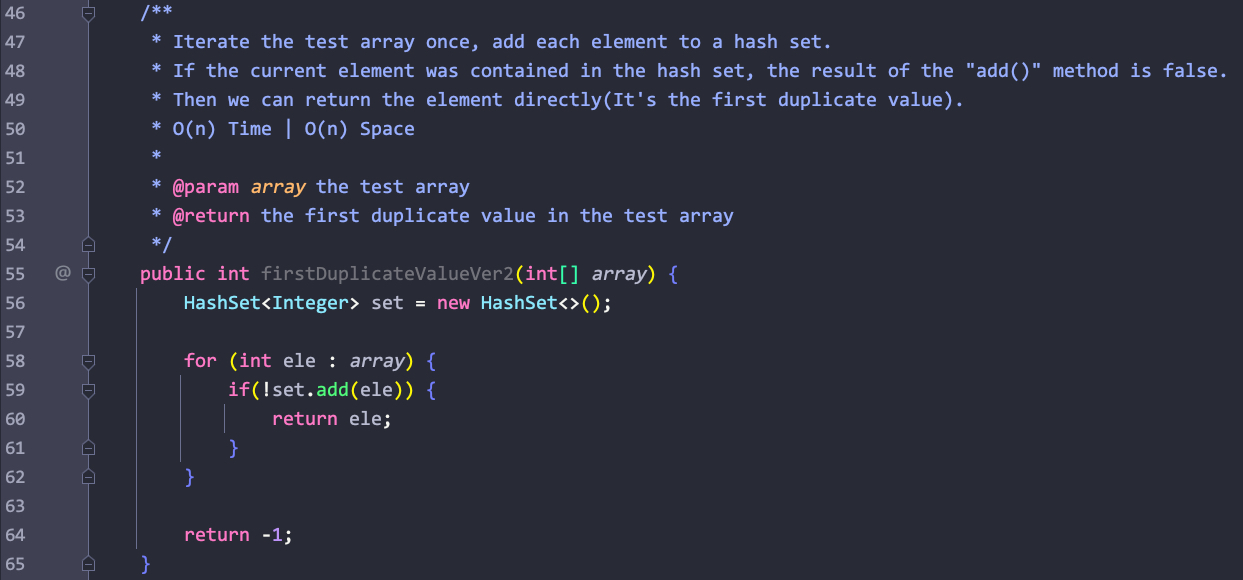 46 /**
47  * Iterate the test array once, add each element to a hash set.
48  * If the current element was contained in the hash set, the result of the "add()" method is false.
49  * Then we can return the element directly(It's the first duplicate value).
50  * O(n) Time | O(n) Space
51  *
52  * @param array the test array
53  * @return the first duplicate value in the test array
54  */
55 @ public int firstDuplicateValueVer2(int[] array) {
56     HashSet<Integer> set = new HashSet<>();
57
58     for (int ele : array) {
59         if(!set.add(ele)) {
60             return ele;
61         }
62     }
63
64     return -1;
65 }